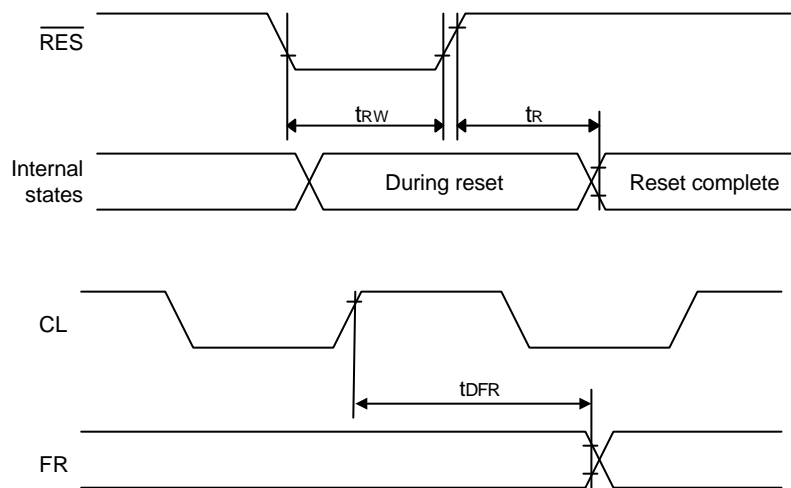 RES
tRW
tR
Internal
states
During reset
Reset complete
CL
tDFR
FR